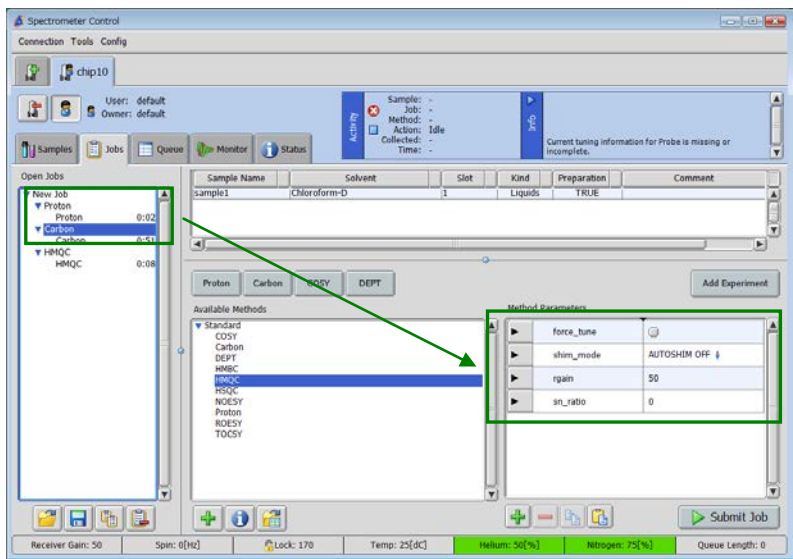 Spectrometer Control
Connection Tools Config
chip10
User: default
Owner: default
Activity
Sample: -
Job: -
Method: -
Action: Idle
Collected: -
Time: -
Info
Current tuning information for Probe is missing or
incomplete.
Samples Jobs Queue Monitor Status
Open Jobs
New Job
Proton
Proton 0:02
Carbon
Carbon 0:51
HMQC
HMQC 0:08
Sample Name Solvent Slot Kind Preparation Comment
sample1 Chloroform-D 1 Liquids TRUE
Proton Carbon COSY DEPT Add Experiment
Available Methods
Standard
COSY
Carbon
DEPT
HMBC
HMQC
HSQC
NOESY
Proton
ROESY
TOCSY
Method Parameters
force_tune
shim_mode AUTOSHIM OFF
rgain 50
sn_ratio 0
Submit Job
Receiver Gain: 50 Spin: 0[Hz] Lock: 170 Temp: 25[dC] Helium: 50[%] Nitrogen: 75[%] Queue Length: 0